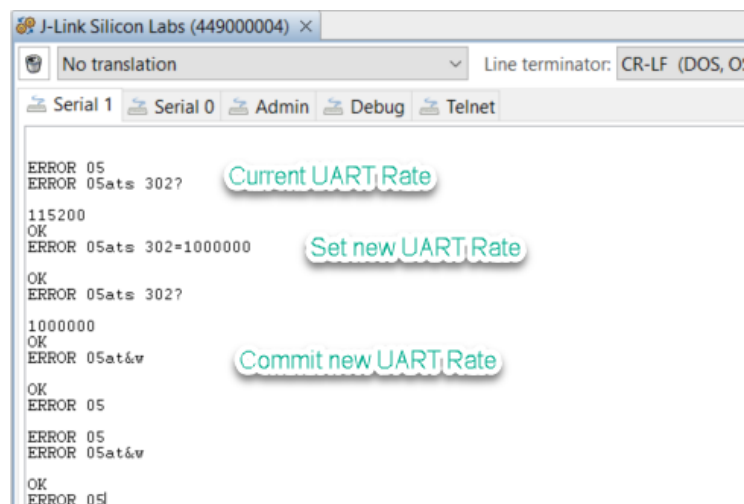 J-Link Silicon Labs (449000004)
No translation
Line terminator: CR-LF (DOS, OS
Serial 1 Serial 0 Admin Debug Telnet
ERROR 05
ERROR 05ats 302?
Current UART Rate
115200
OK
ERROR 05ats 302=1000000
Set new UART Rate
OK
ERROR 05ats 302?
1000000
OK
ERROR 05at&w
Commit new UART Rate
OK
ERROR 05
ERROR 05
ERROR 05at&w
OK
ERROR 05